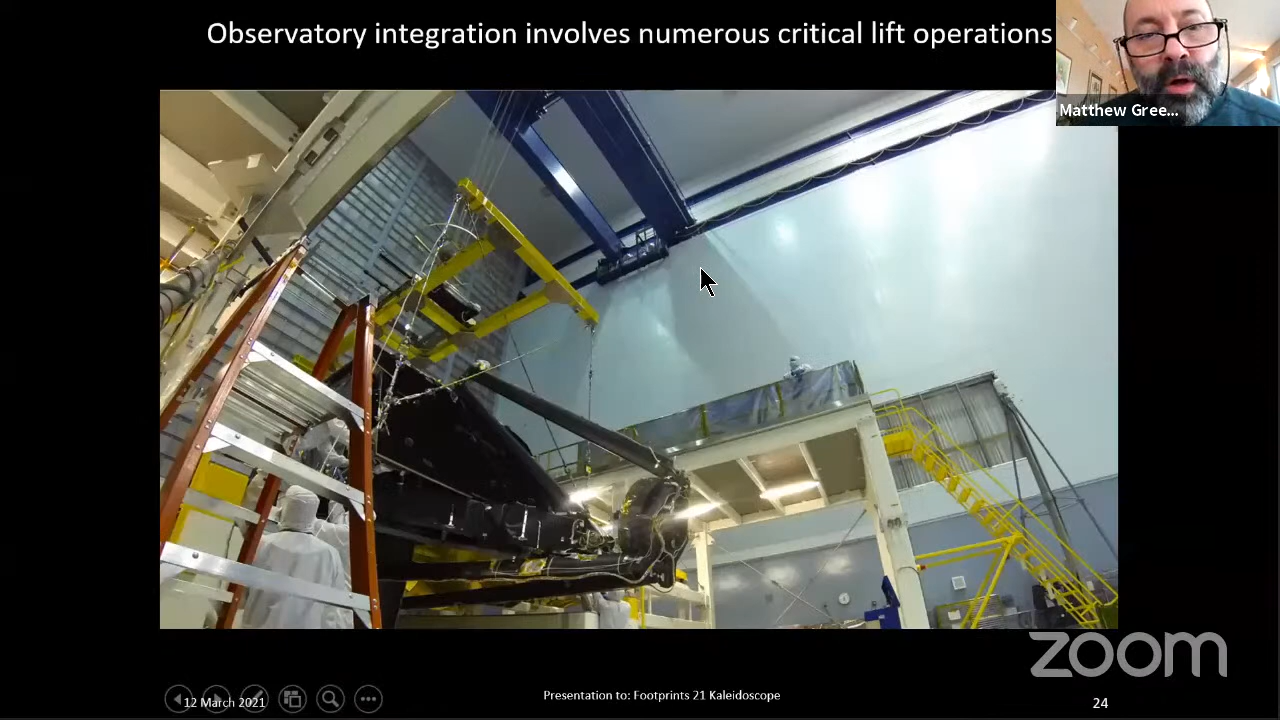 Observatory integration involves numerous critical lift operations
Matthew Gree...
zoom
12 March 2021
Presentation to: Footprints 21 Kaleidoscope
24